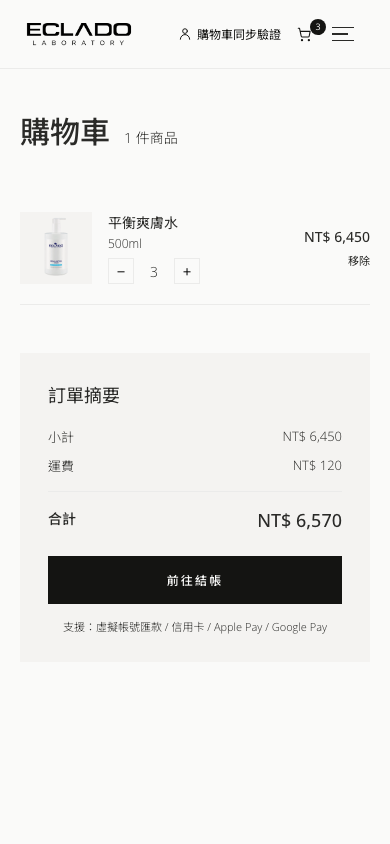 ECLADO
LABORATORY
購物車同步驗證
3
購物車 1 件商品
平衡爽膚水
500ml
NT$ 6,450
− 3 +
移除
訂單摘要
小計 NT$ 6,450
運費 NT$ 120
合計 NT$ 6,570
前往結帳
支援：虛擬帳號匯款 / 信用卡 / Apple Pay / Google Pay